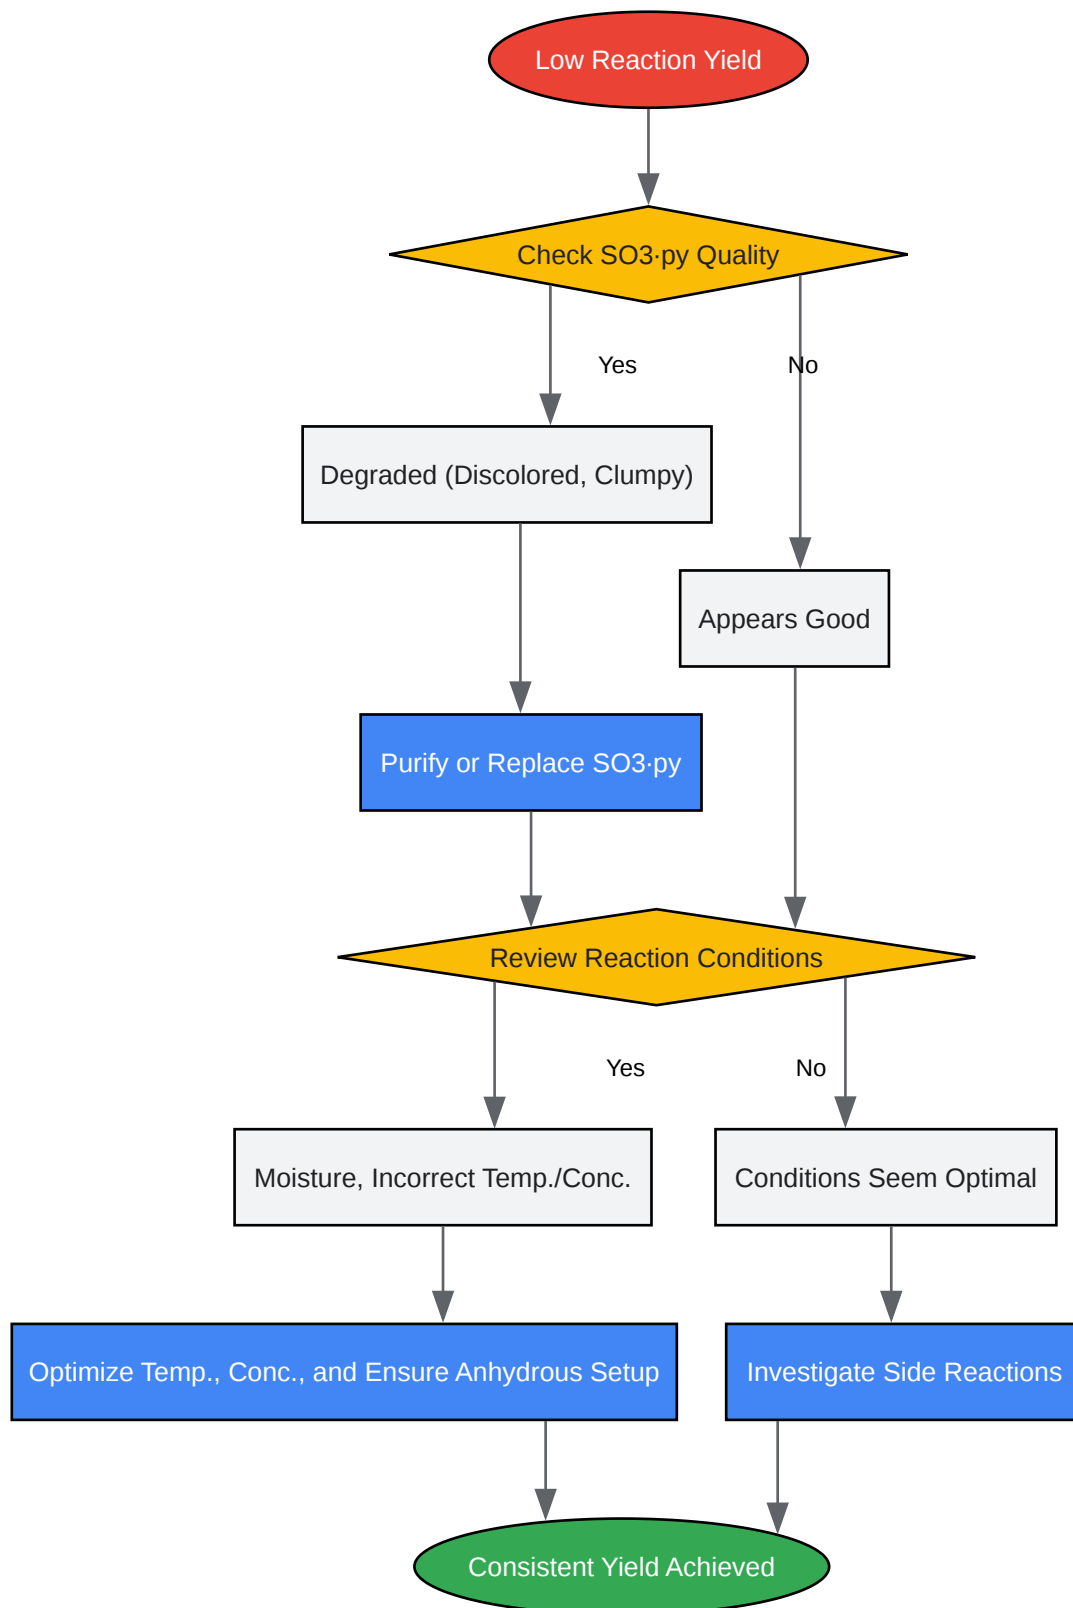 Low Reaction Yield
Check SO3·py Quality
Yes
No
Degraded (Discolored, Clumpy)
Appears Good
Purify or Replace SO3·py
Review Reaction Conditions
Yes
No
Moisture, Incorrect Temp./Conc.
Conditions Seem Optimal
Optimize Temp., Conc., and Ensure Anhydrous Setup
Investigate Side Reactions
Consistent Yield Achieved